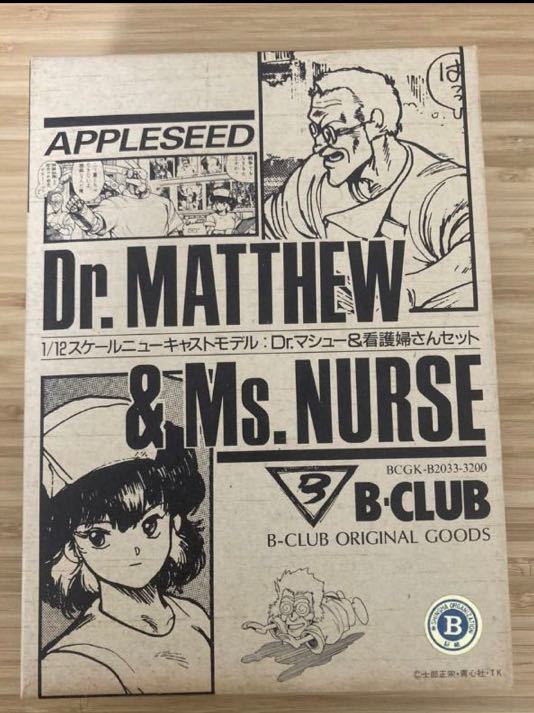 はっ
APPLESEED
Dr. MATTHEW
1/12スケールニューキャストモデル:Dr.マシュー&看護婦さんセット
& Ms. NURSE
BCGK-B2033-3200
B B-CLUB
B-CLUB ORIGINAL GOODS
B
©士郎正宗・青心社・TK